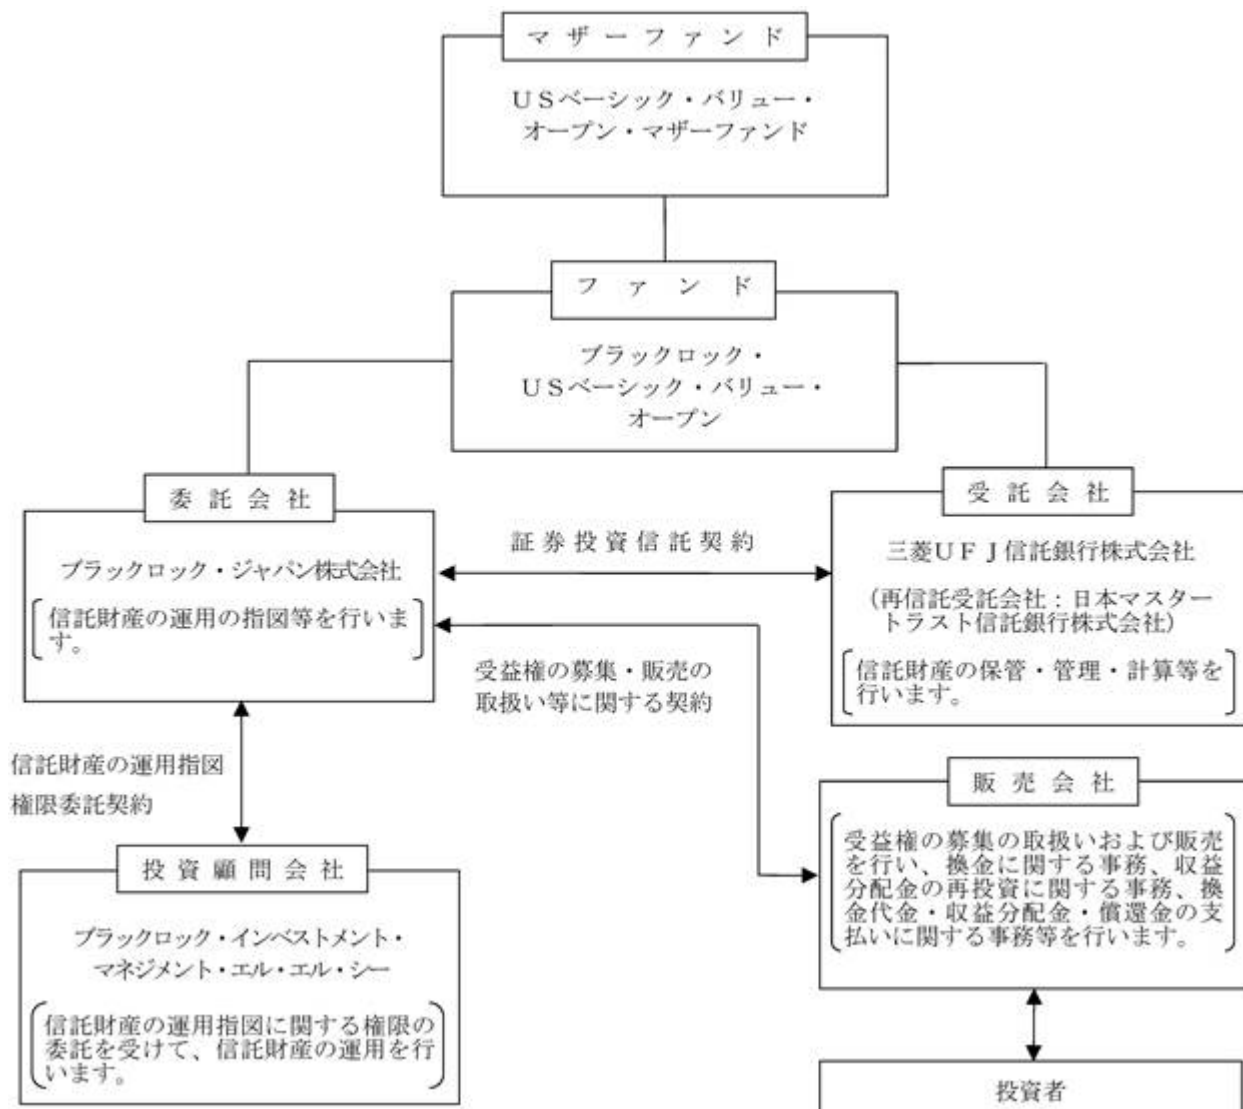 マザーファンド
USベーシック・バリュー・
オープン・マザーファンド
ファンド
ブラックロック・
USベーシック・バリュー・
オープン
委託会社
ブラックロック・ジャパン株式会社
信託財産の運用の指図等を行いま
す。
証券投資信託契約
受託会社
三菱UFJ信託銀行株式会社
(再信託受託会社:日本マスター
トラスト信託銀行株式会社)
信託財産の保管・管理・計算等を
行います。
受益権の募集・販売の
取扱い等に関する契約
信託財産の運用指図
権限委託契約
販売会社
受益権の募集の取扱いおよび販売
を行い、換金に関する事務、収益
分配金の再投資に関する事務、換
金代金・収益分配金・償還金の支
払いに関する事務等を行います。
投資顧問会社
ブラックロック・インベストメント・
マネジメント・エル・エル・シー
信託財産の運用指図に関する権限の
委託を受けて、信託財産の運用を行
います。
投資者